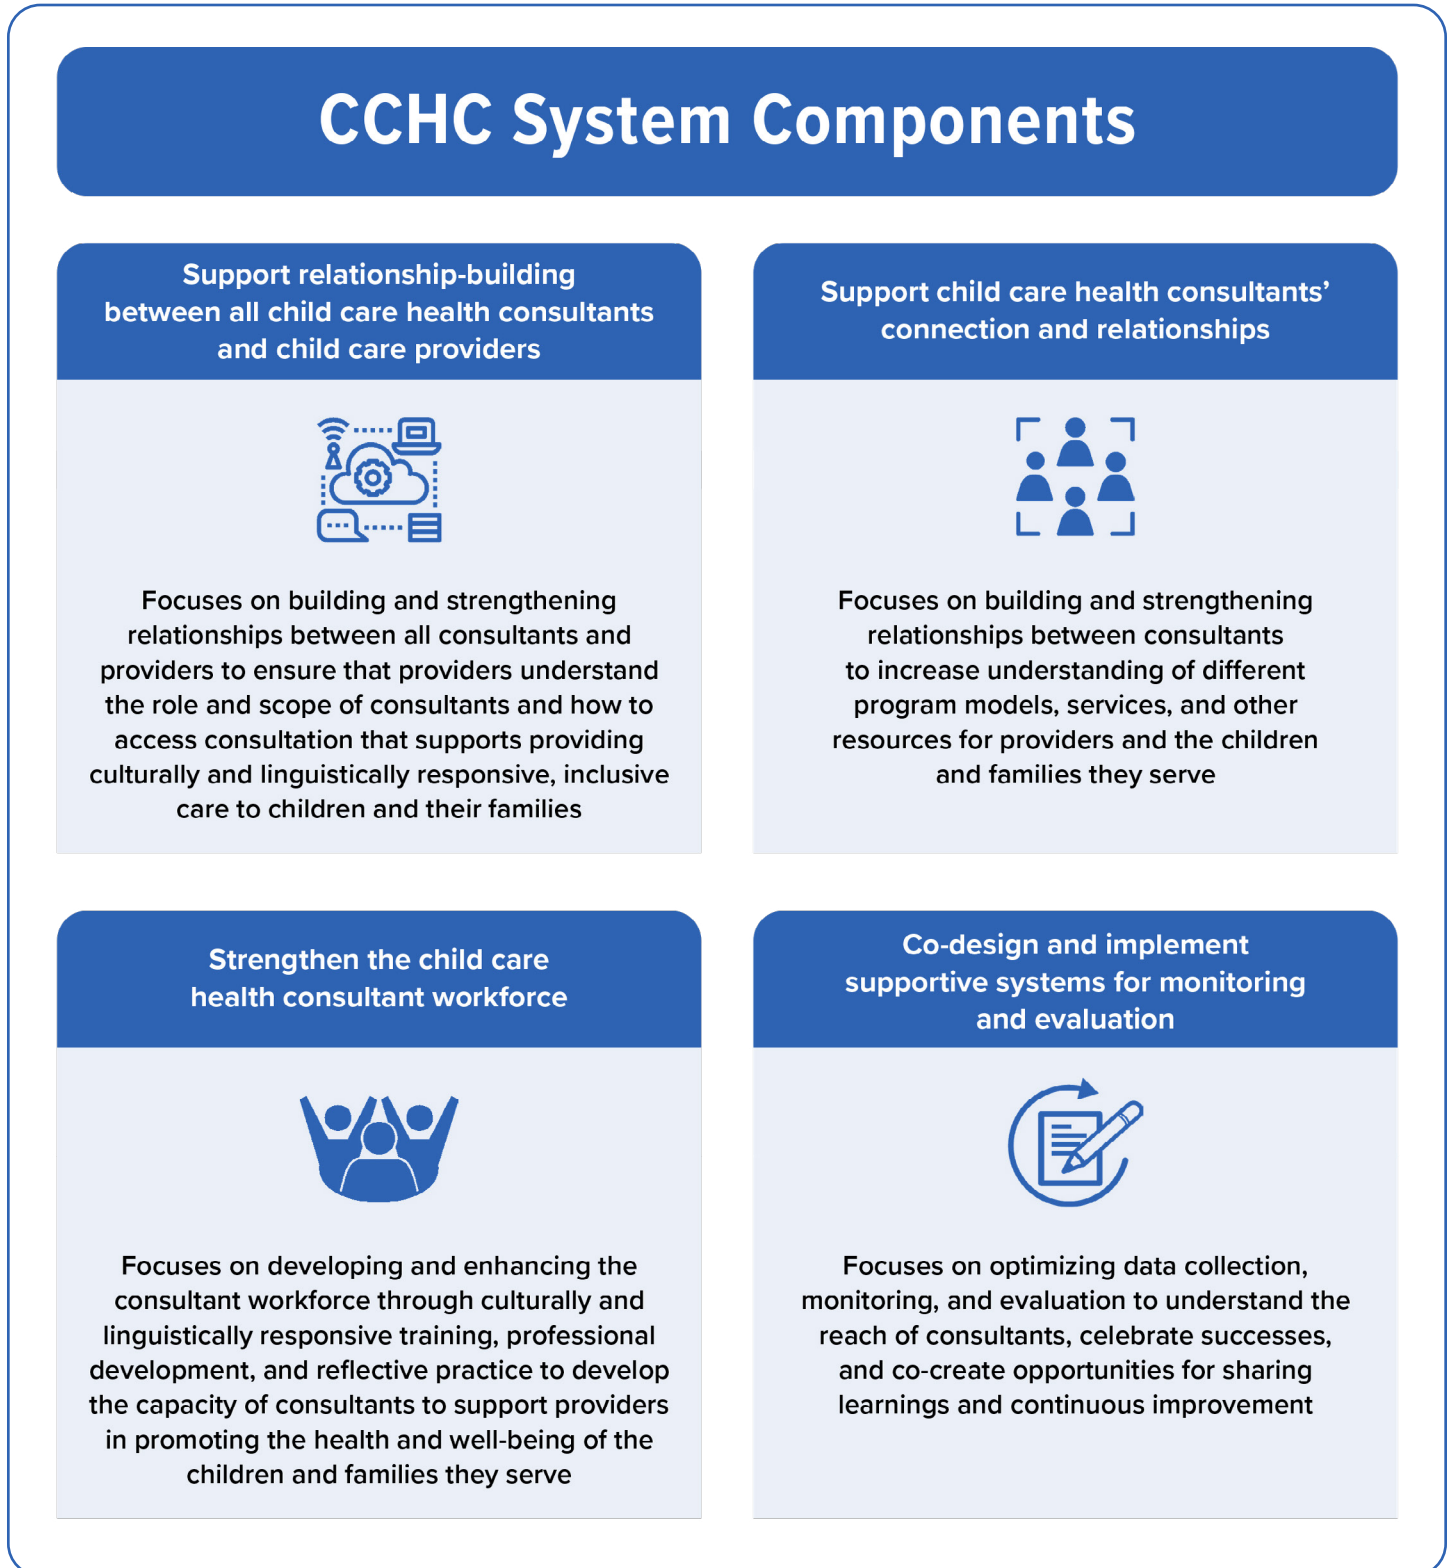 CCHC System Components
Support relationship-building
between all child care health consultants
and child care providers
Focuses on building and strengthening
relationships between all consultants and
providers to ensure that providers understand
the role and scope of consultants and how to
access consultation that supports providing
culturally and linguistically responsive, inclusive
care to children and their families
Support child care health consultants’
connection and relationships
Focuses on building and strengthening
relationships between consultants
to increase understanding of different
program models, services, and other
resources for providers and the children
and families they serve
Strengthen the child care
health consultant workforce
Focuses on developing and enhancing the
consultant workforce through culturally and
linguistically responsive training, professional
development, and reflective practice to develop
the capacity of consultants to support providers
in promoting the health and well-being of the
children and families they serve
Co-design and implement
supportive systems for monitoring
and evaluation
Focuses on optimizing data collection,
monitoring, and evaluation to understand the
reach of consultants, celebrate successes,
and co-create opportunities for sharing
learnings and continuous improvement